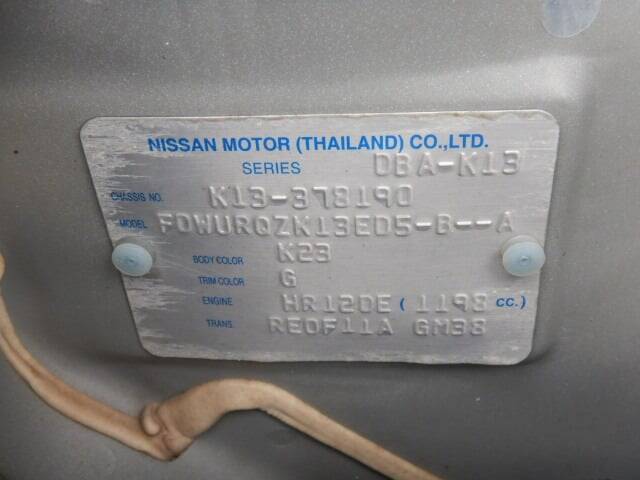 NISSAN MOTOR (THAILAND) CO.,LTD.
SERIES DBA-K13
CHASSIS NO. K13-378190
MODEL FDWURQZK13ED5-B--A
BODY COLOR K23
TRIM COLOR G
ENGINE HR12DE ( 1198 CC.)
TRANS. RE0F11A GM38